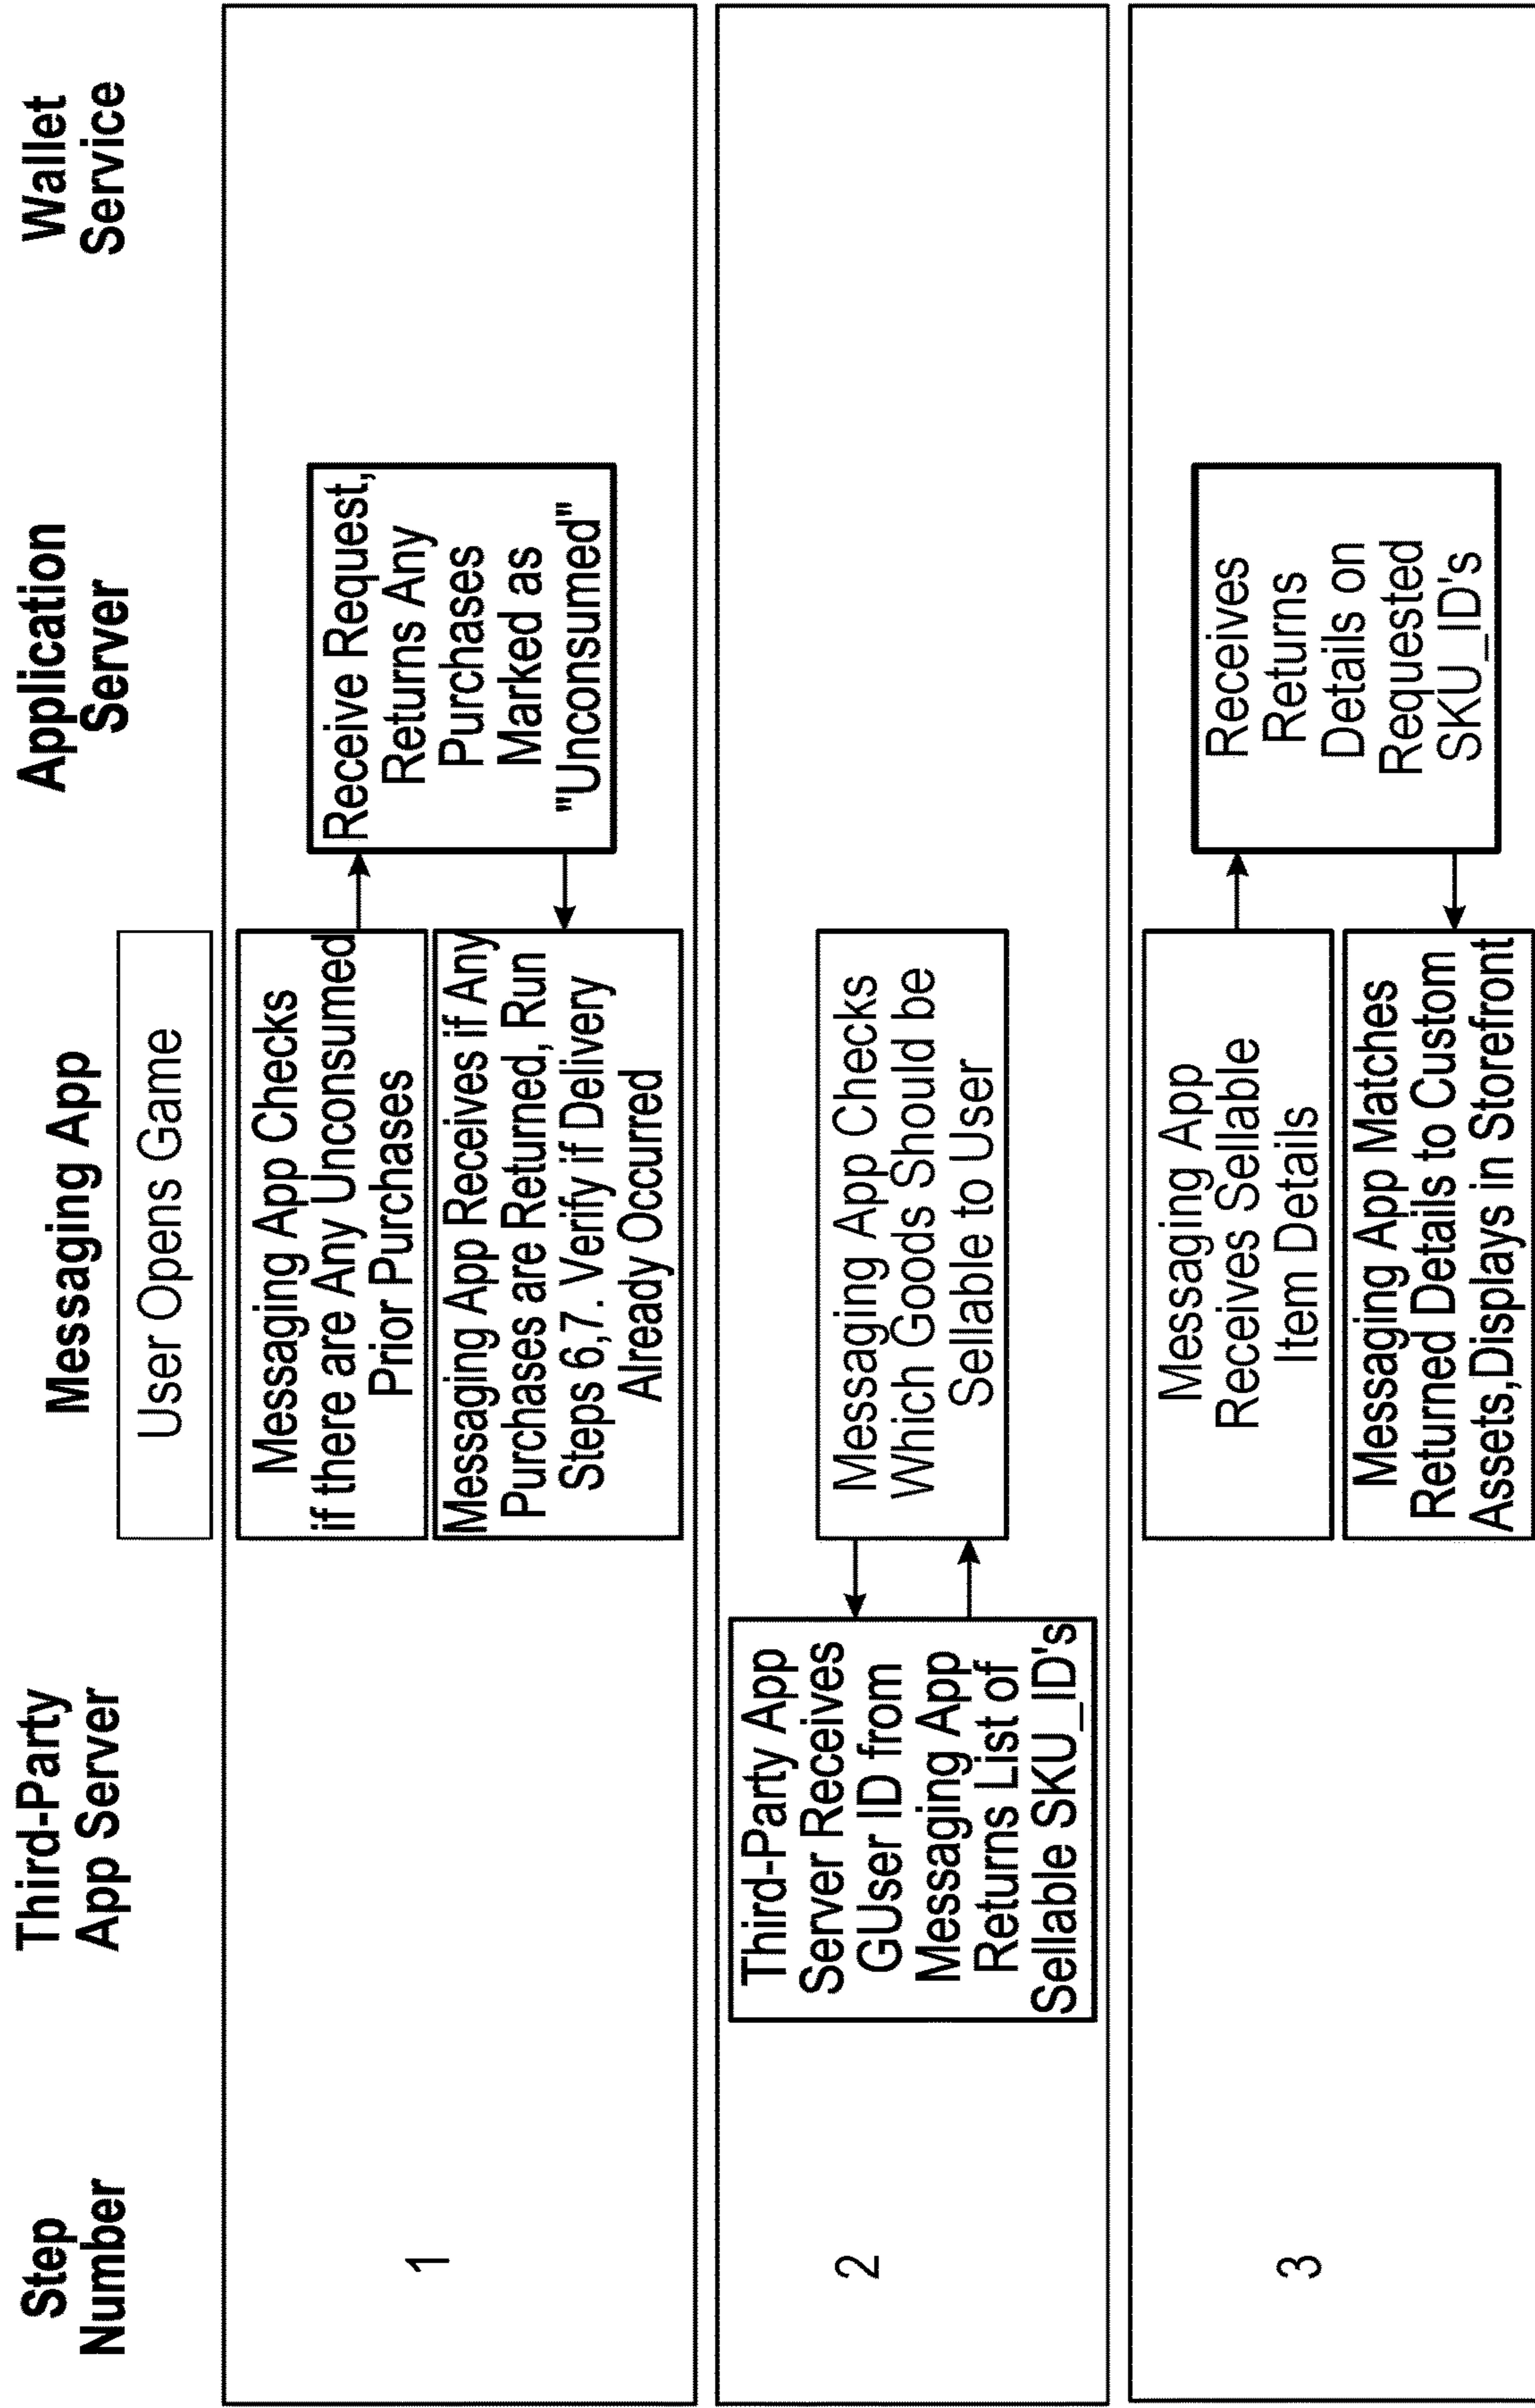 Step
Number
Third-Party
App Server
Messaging App
Application
Server
Wallet
Service
User Opens Game
1
Messaging App Checks
if there are Any Unconsumed
Prior Purchases
Receive Request,
Returns Any
Purchases
Marked as
"Unconsumed"
Messaging App Receives if Any
Purchases are Returned, Run
Steps 6,7. Verify if Delivery
Already Occurred
2
Third-Party App
Server Receives
GUser ID from
Messaging App
Returns List of
Sellable SKU_ID's
Messaging App Checks
Which Goods Should be
Sellable to User
3
Messaging App
Receives Sellable
Item Details
Receives
Returns
Details on
Requested
SKU_ID's
Messaging App Matches
Returned Details to Custom
Assets,Displays in Storefront